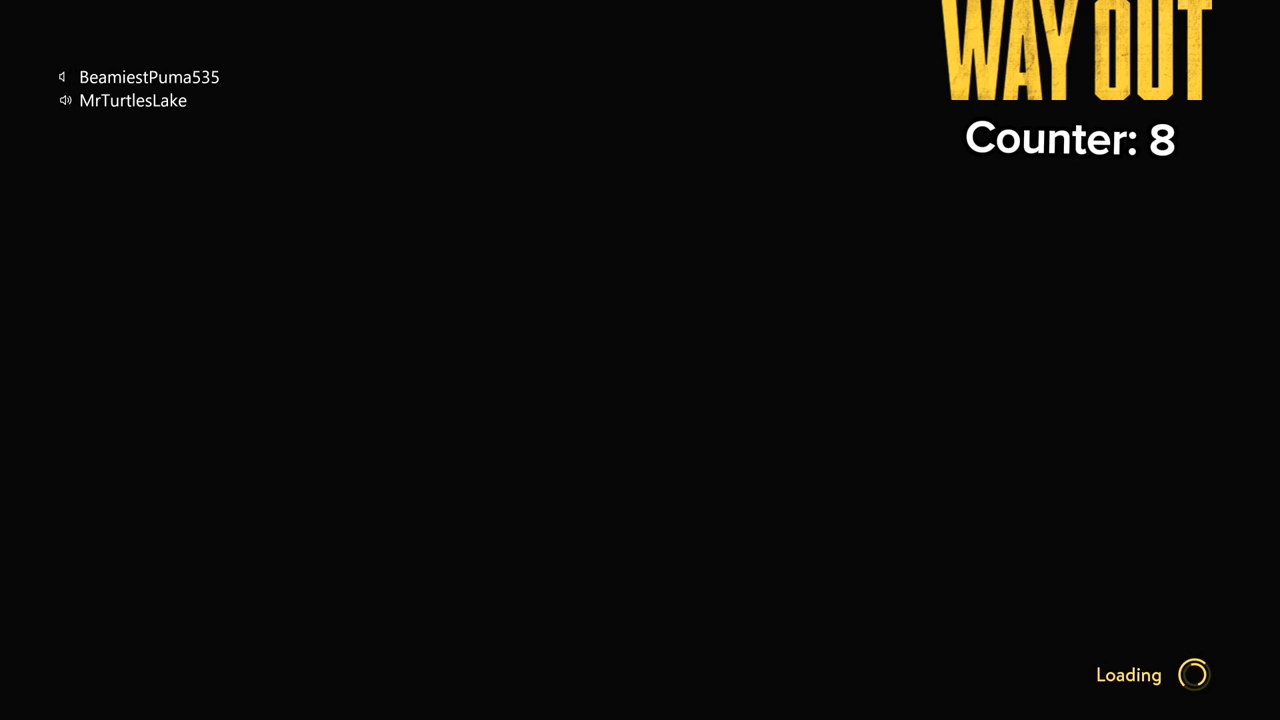 WAY OUT
BeamiestPuma535
MrTurtlesLake
Counter: 8
Loading